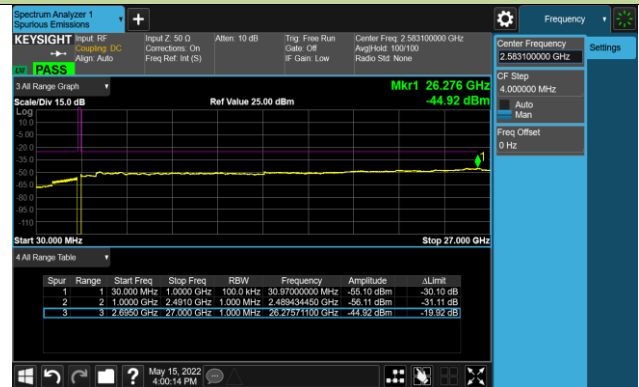 Spectrum Analyzer 1
Spurious Emissions
+
Frequency
KEYSIGHT
Input: RF
Coupling: DC
Align: Auto
Input Z: 50 Ω
Corrections: On
Freq Ref: Int (S)
Atten: 10 dB
Trig: Free Run
Gate: Off
IF Gain: Low
Center Freq: 2.583100000 GHz
Avg|Hold: 100/100
Radio Std: None
PASS
Center Frequency
2.583100000 GHz
Settings
CF Step
4.000000 MHz
Auto
Man
Freq Offset
0 Hz
3 All Range Graph
Mkr1 26.276 GHz
Scale/Div 15.0 dB
Ref Value 25.00 dBm
-44.92 dBm
Log
10.0
-5.00
-20.0
-35.0
-50.0
-65.0
-80.0
-95.0
-110
1
Start 30.000 MHz
Stop 27.000 GHz
4 All Range Table
Spur Range Start Freq Stop Freq RBW Frequency Amplitude ΔLimit
1 1 30.000 MHz 1.0000 GHz 100.0 kHz 30.97000000 MHz -55.10 dBm -30.10 dB
2 2 1.0000 GHz 2.4910 GHz 1.000 MHz 2.489434450 GHz -56.11 dBm -31.11 dB
3 3 2.6950 GHz 27.000 GHz 1.000 MHz 26.27571100 GHz -44.92 dBm -19.92 dB
?
May 15, 2022
4:00:14 PM